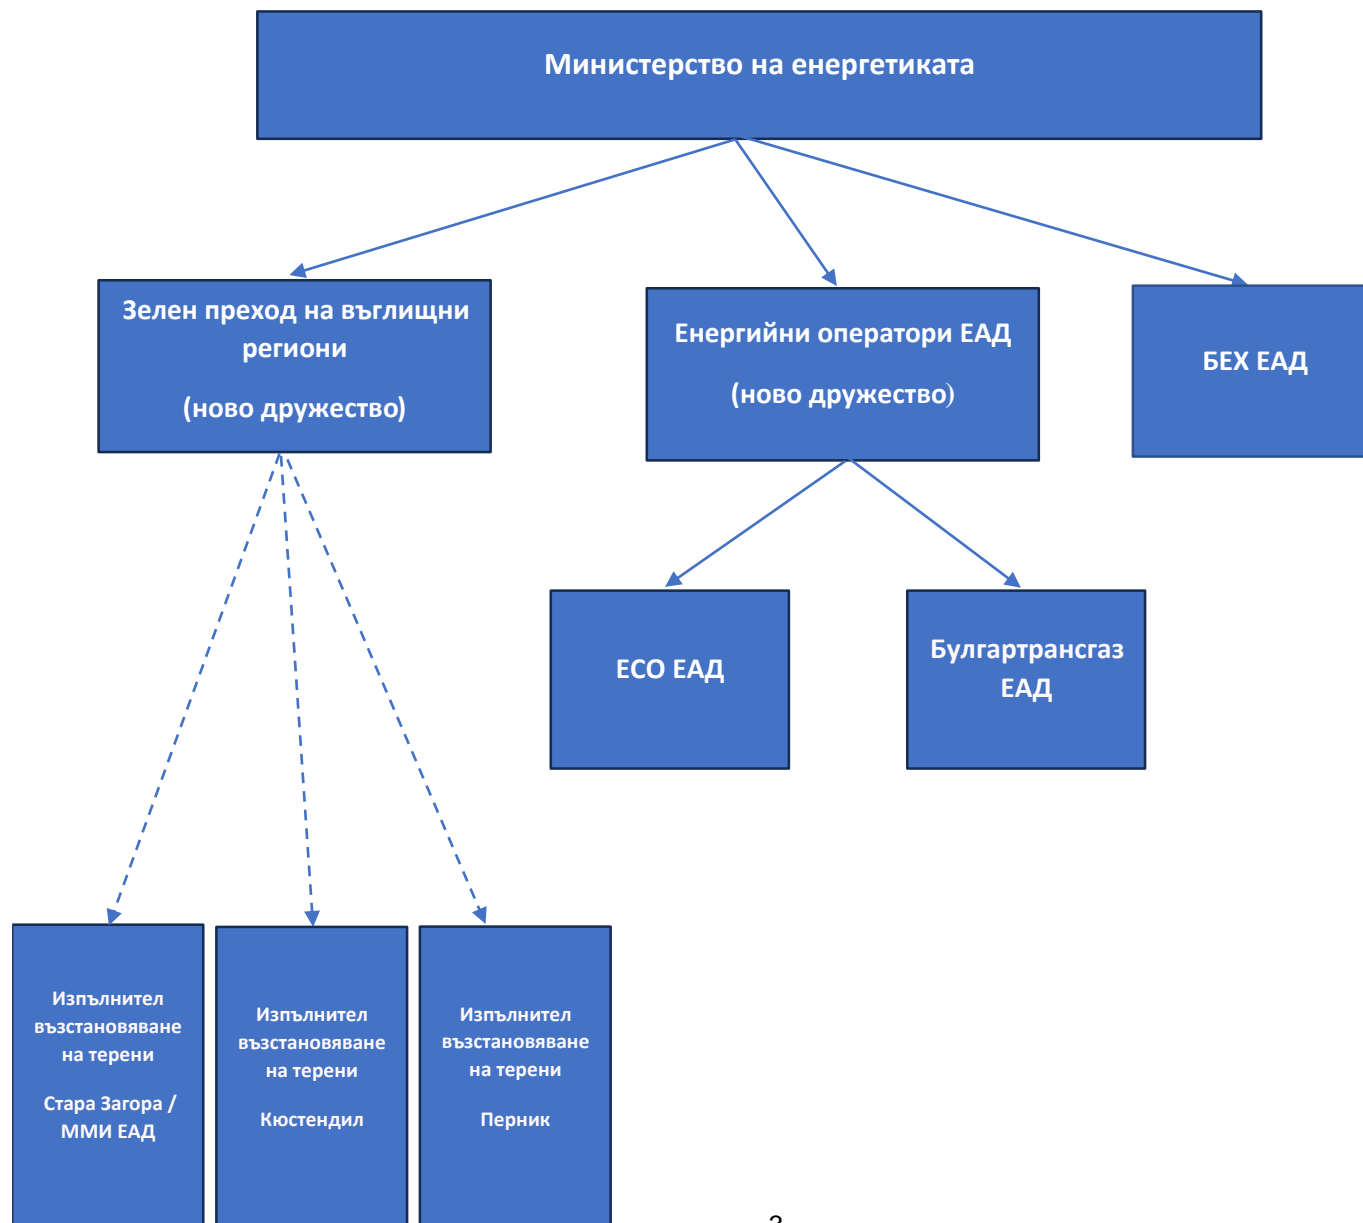 Министерство на енергетиката
Зелен преход на въглищни
региони
(ново дружество)
Енергийни оператори ЕАД
(ново дружество)
БЕХ ЕАД
ЕСО ЕАД
Булгартрансгаз
ЕАД
Изпълнител
възстановяване
на терени
Стара Загора /
ММИ ЕАД
Изпълнител
възстановяване
на терени
Кюстендил
Изпълнител
възстановяване
на терени
Перник